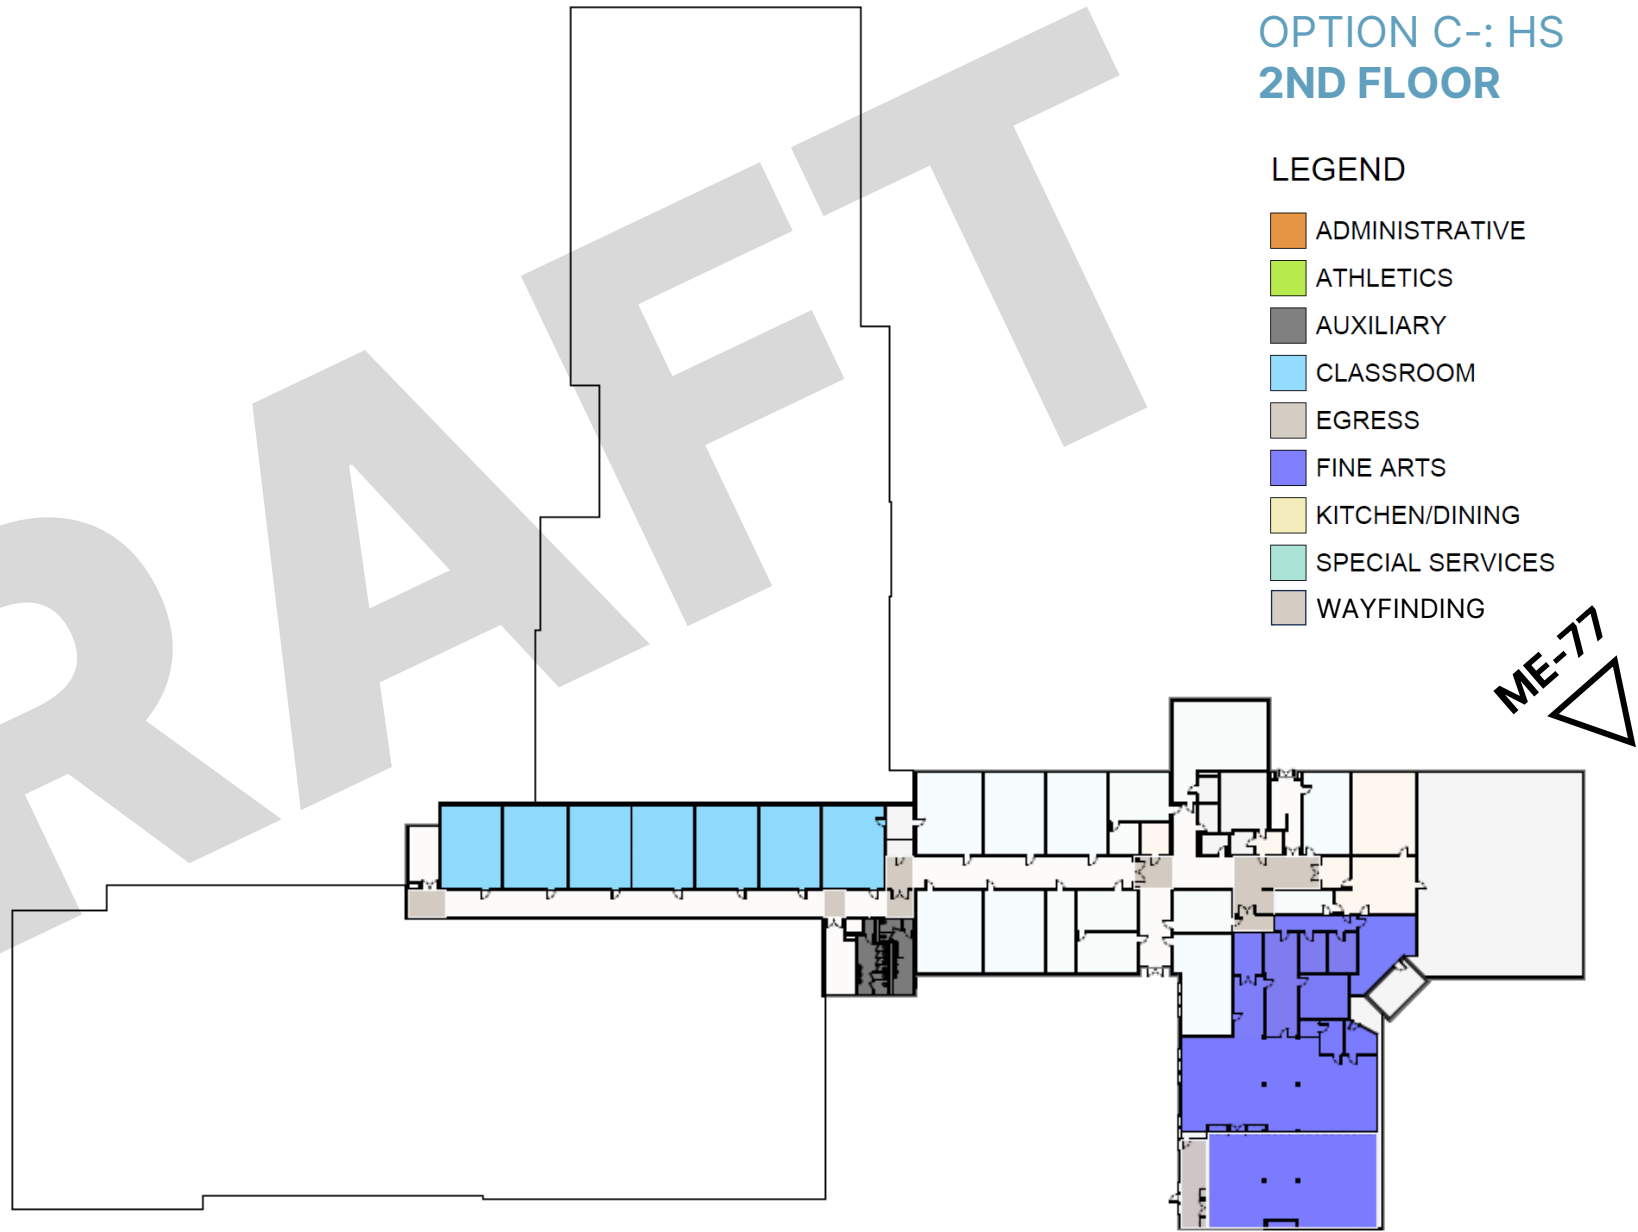 OPTION C-: HS
2ND FLOOR
LEGEND
ADMINISTRATIVE
ATHLETICS
AUXILIARY
CLASSROOM
EGRESS
FINE ARTS
KITCHEN/DINING
SPECIAL SERVICES
WAYFINDING
ME-77
RAFT